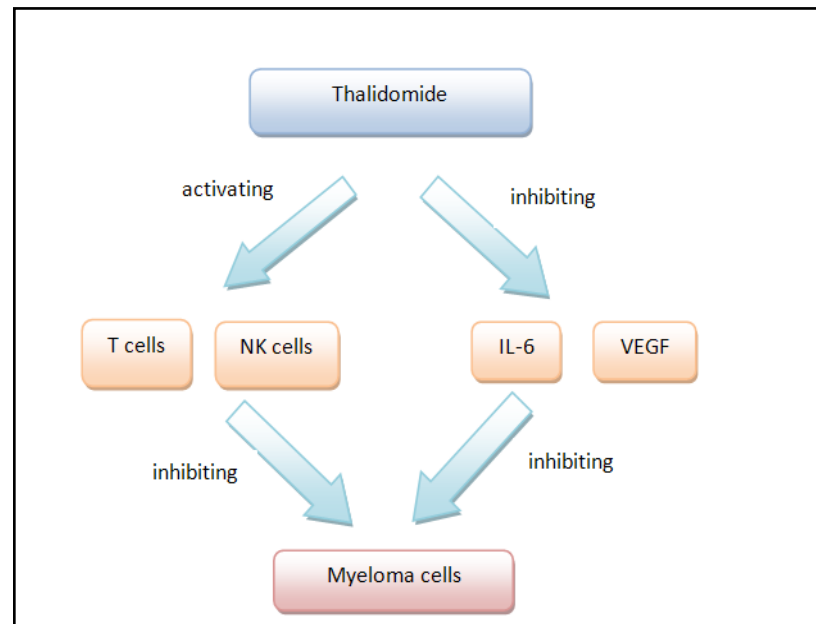 Thalidomide
activating
inhibiting
T cells
NK cells
IL-6
VEGF
inhibiting
inhibiting
Myeloma cells